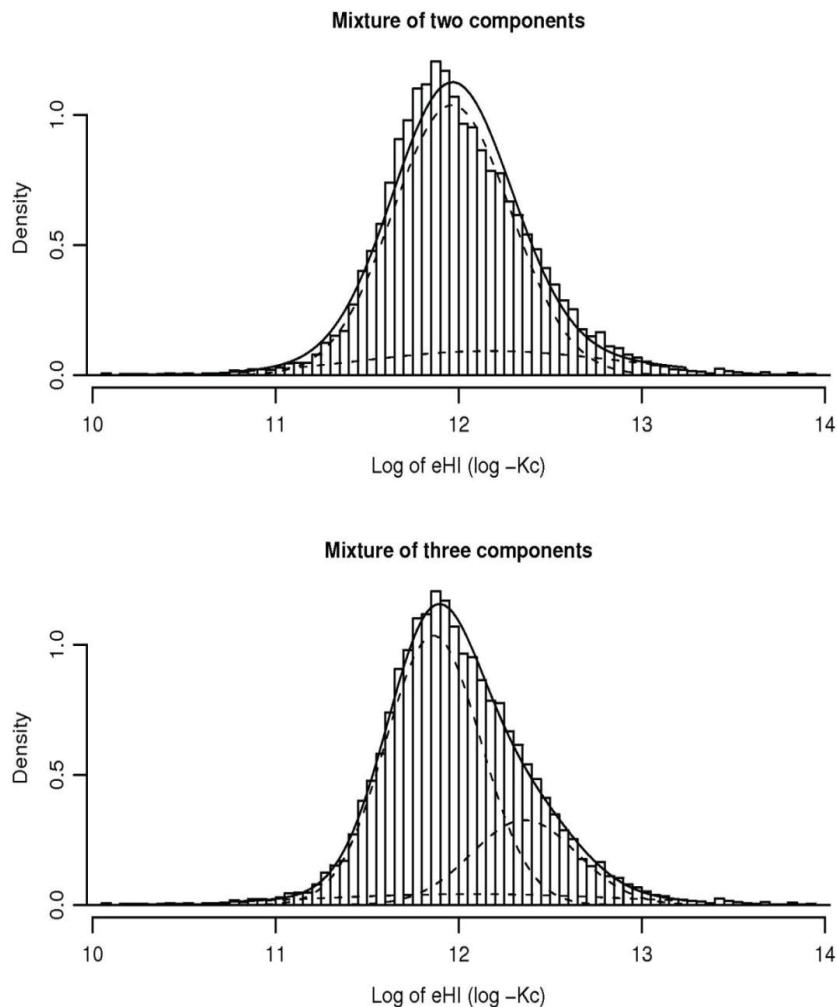 Mixture of two components
Density
1.0
0.5
0.0
10 11 12 13 14
Log of eHI (log -Kc)
Mixture of three components
Density
1.0
0.5
0.0
10 11 12 13 14
Log of eHI (log -Kc)